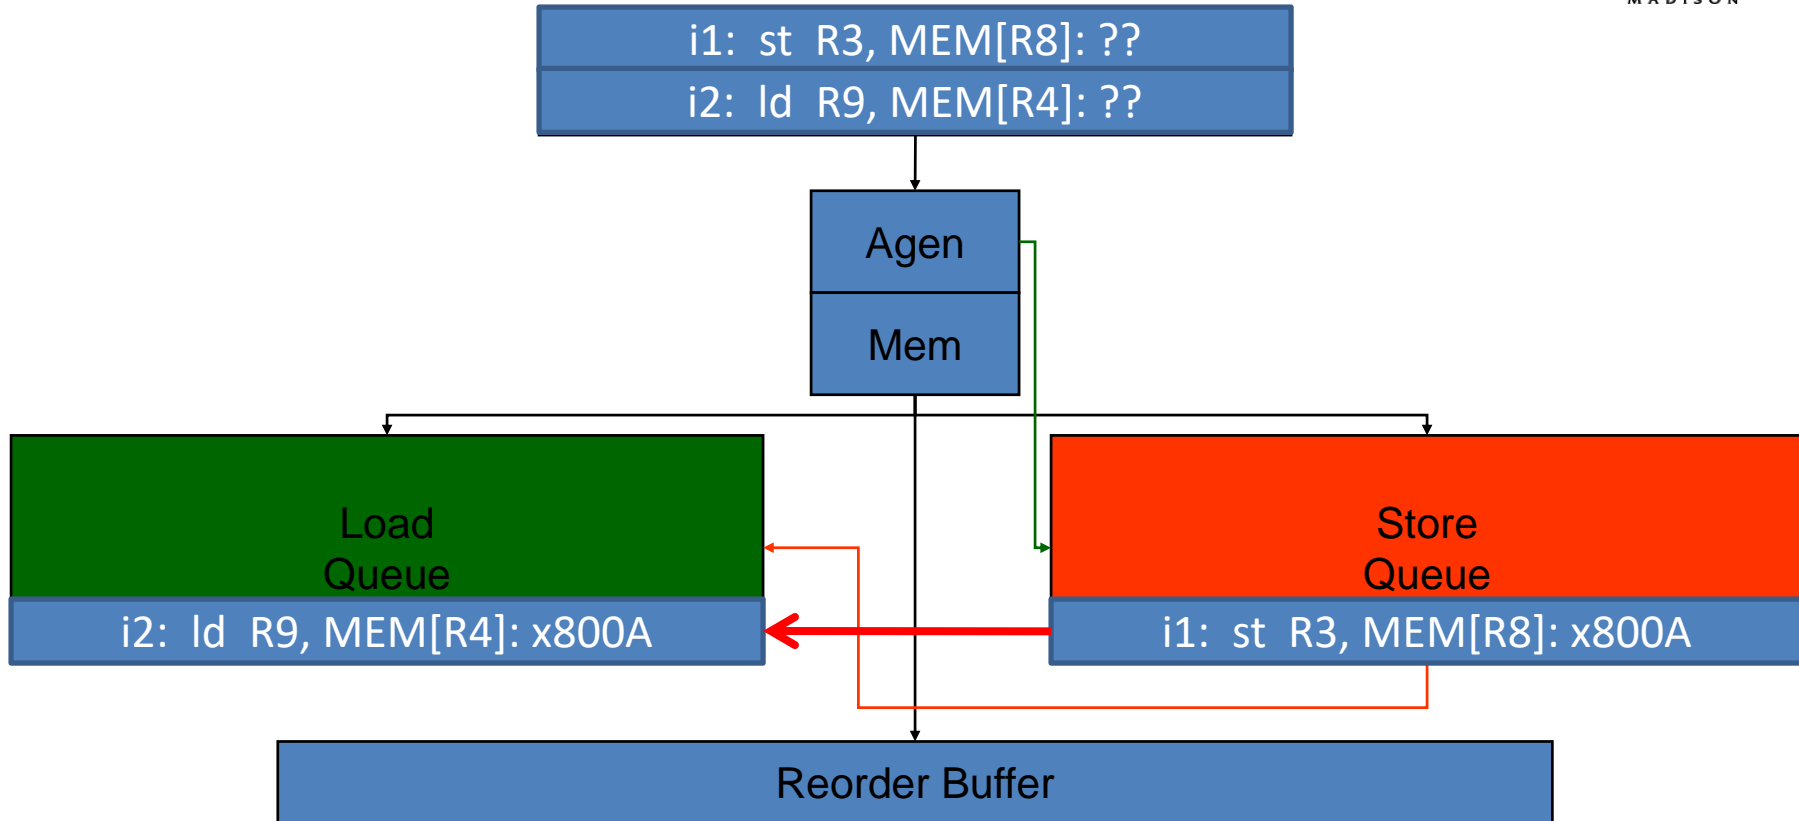 MADISON
i1: st R3, MEM[R8]: ??
i2: ld R9, MEM[R4]: ??
Agen
Mem
Load
Queue
Store
Queue
i2: ld R9, MEM[R4]: x800A
i1: st R3, MEM[R8]: x800A
Reorder Buffer